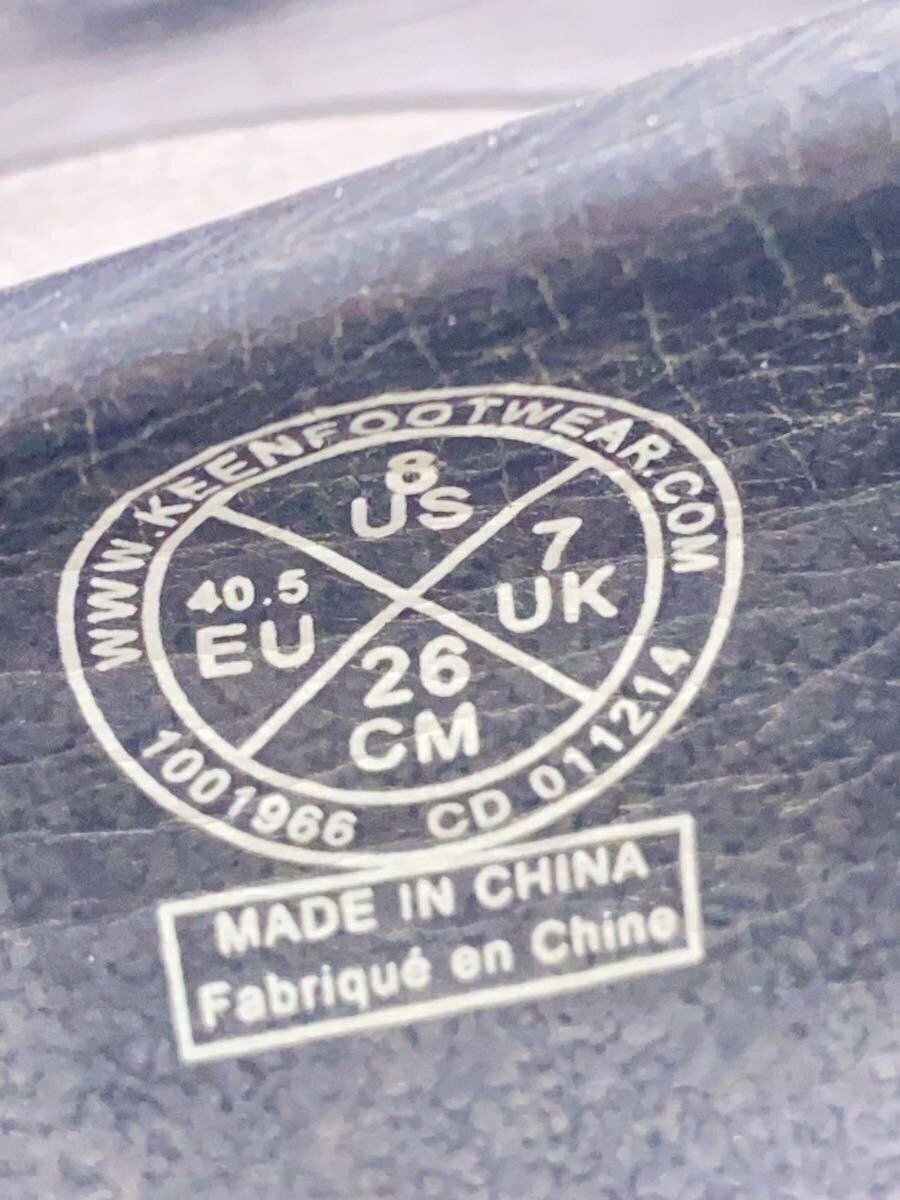 WWW.KEENFOOTWEAR.COM
8
US
40.5
EU
7
UK
26
CM
1001966 CD 011214
MADE IN CHINA
Fabriqué en Chine